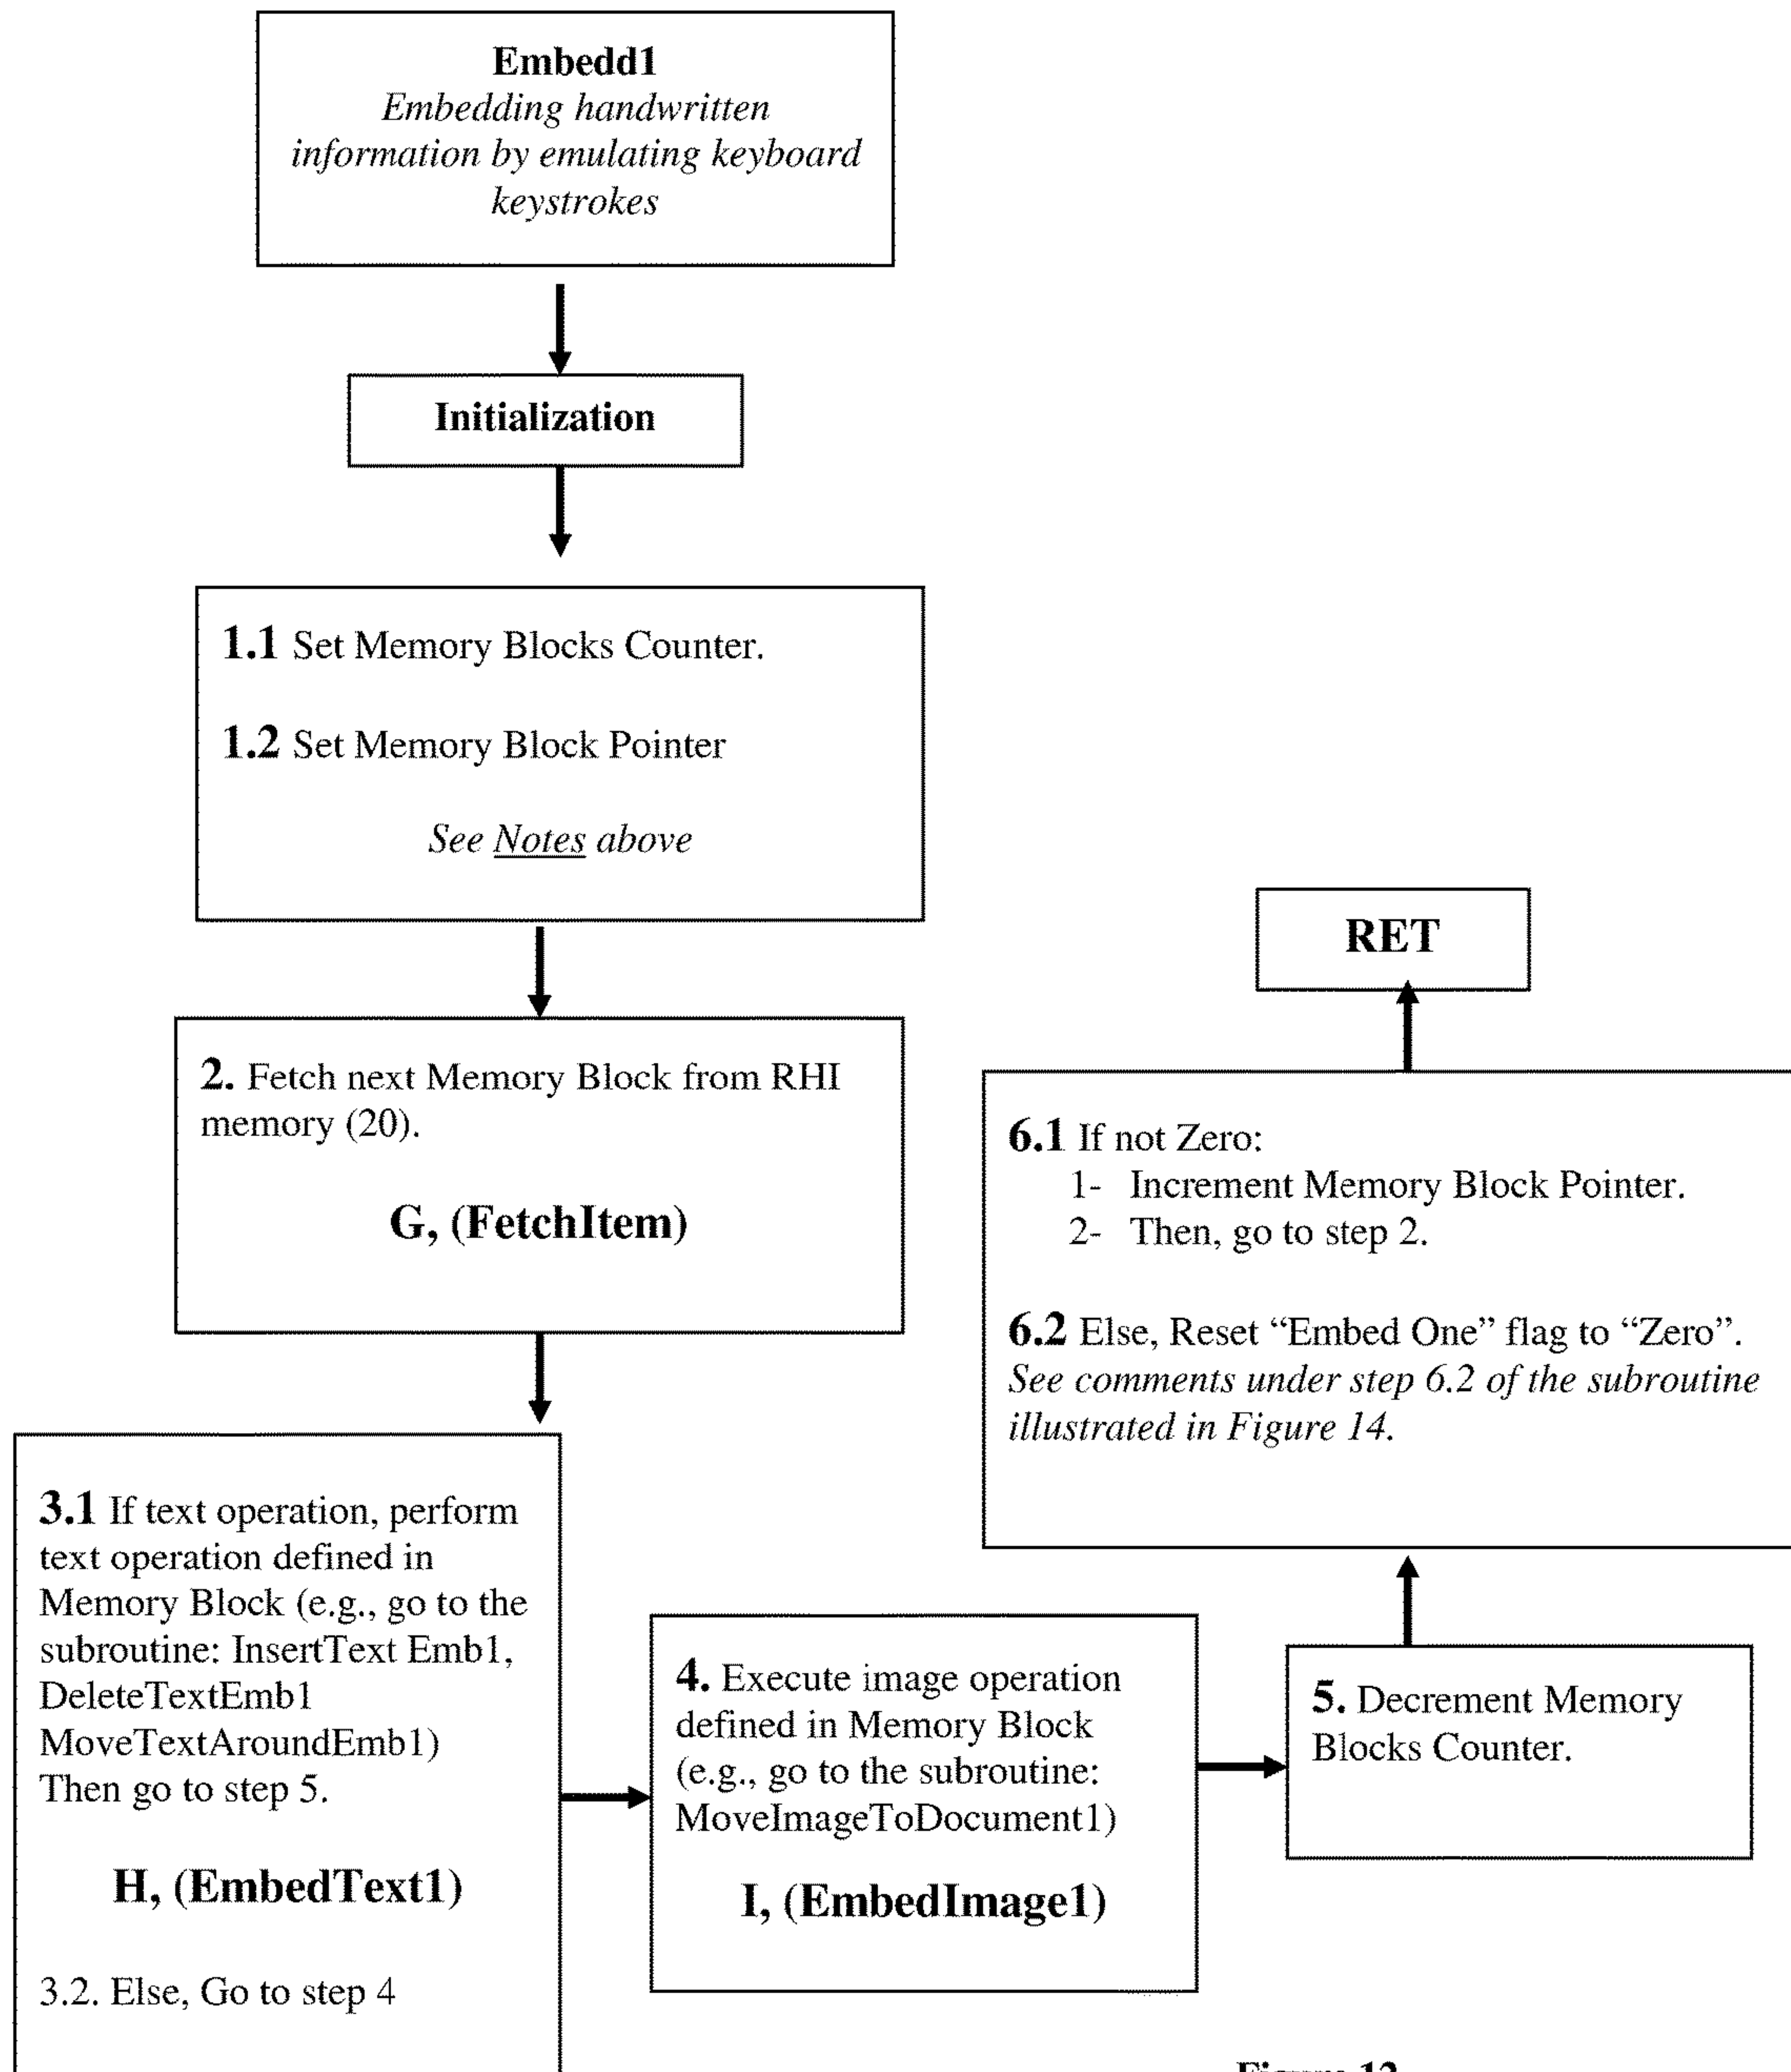 Embedd1
Embedding handwritten
information by emulating keyboard
keystrokes
Initialization
1.1 Set Memory Blocks Counter.
1.2 Set Memory Block Pointer
See Notes above
2. Fetch next Memory Block from RHI
memory (20).
G, (FetchItem)
3.1 If text operation, perform
text operation defined in
Memory Block (e.g., go to the
subroutine: InsertText Emb1,
DeleteTextEmb1
MoveTextAroundEmb1)
Then go to step 5.
H, (EmbedText1)
3.2. Else, Go to step 4
4. Execute image operation
defined in Memory Block
(e.g., go to the subroutine:
MoveImageToDocument1)
I, (EmbedImage1)
5. Decrement Memory
Blocks Counter.
6.1 If not Zero:
1- Increment Memory Block Pointer.
2- Then, go to step 2.
6.2 Else, Reset “Embed One” flag to “Zero”.
See comments under step 6.2 of the subroutine
illustrated in Figure 14.
RET
Figure